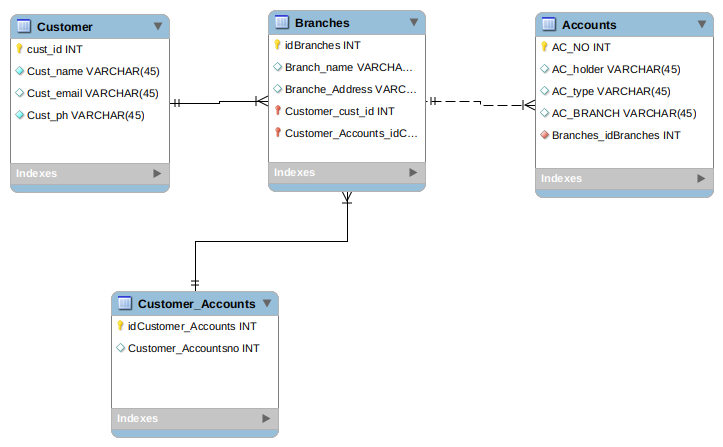 Customer
cust_id INT
Cust_name VARCHAR(45)
Cust_email VARCHAR(45)
Cust_ph VARCHAR(45)
Indexes
Branches
idBranches INT
Branch_name VARCHA...
Branche_Address VARC...
Customer_cust_id INT
Customer_Accounts_idC...
Indexes
Accounts
AC_NO INT
AC_holder VARCHAR(45)
AC_type VARCHAR(45)
AC_BRANCH VARCHAR(45)
Branches_idBranches INT
Indexes
Customer_Accounts
idCustomer_Accounts INT
Customer_Accountsno INT
Indexes